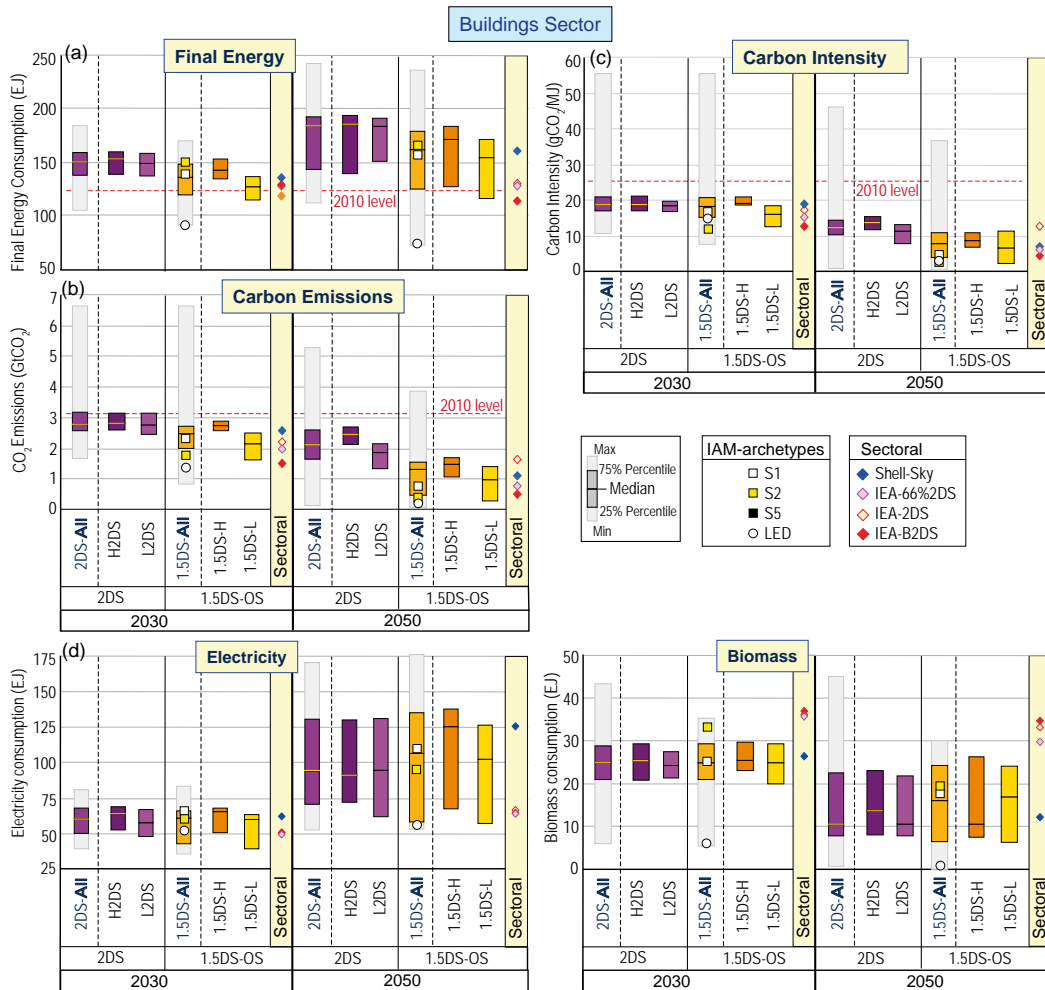 Buildings Sector
(a)
Final Energy
Final Energy Consumption (EJ)
250
200
150
100
50
2010 level
(c)
Carbon Intensity
Carbon Intensity (gCO2/MJ)
60
50
40
30
20
10
0
2010 level
2DS-All
H2DS
L2DS
1.5DS-All
1.5DS-H
1.5DS-L
2DS-All
H2DS
L2DS
1.5DS-All
1.5DS-H
1.5DS-L
Sectoral
Sectoral
2DS
1.5DS-OS
2DS
1.5DS-OS
2030
2050
(b)
Carbon Emissions
CO2 Emissions (GtCO2)
7
6
5
4
3
2
1
0
2010 level
2DS-All
H2DS
L2DS
1.5DS-All
1.5DS-H
1.5DS-L
Sectoral
2DS-All
H2DS
L2DS
1.5DS-All
1.5DS-H
1.5DS-L
Sectoral
2DS
1.5DS-OS
2DS
1.5DS-OS
2030
2050
Max
75% Percentile
Median
25% Percentile
Min
IAM-archetypes
S1
S2
S5
LED
Sectoral
Shell-Sky
IEA-66%2DS
IEA-2DS
IEA-B2DS
(d)
Electricity
Electricity consumption (EJ)
175
150
125
100
75
50
25
2DS-All
H2DS
L2DS
1.5DS-All
1.5DS-H
1.5DS-L
Sectoral
2DS-All
H2DS
L2DS
1.5DS-All
1.5DS-H
1.5DS-L
Sectoral
2DS
1.5DS-OS
2DS
1.5DS-OS
2030
2050
Biomass
Biomass consumption (EJ)
50
40
30
20
10
0
2DS-All
H2DS
L2DS
1.5DS-All
1.5DS-H
1.5DS-L
Sectoral
2DS-All
H2DS
L2DS
1.5DS-All
1.5DS-H
1.5DS-L
Sectoral
2DS
1.5DS-OS
2DS
1.5DS-OS
2030
2050